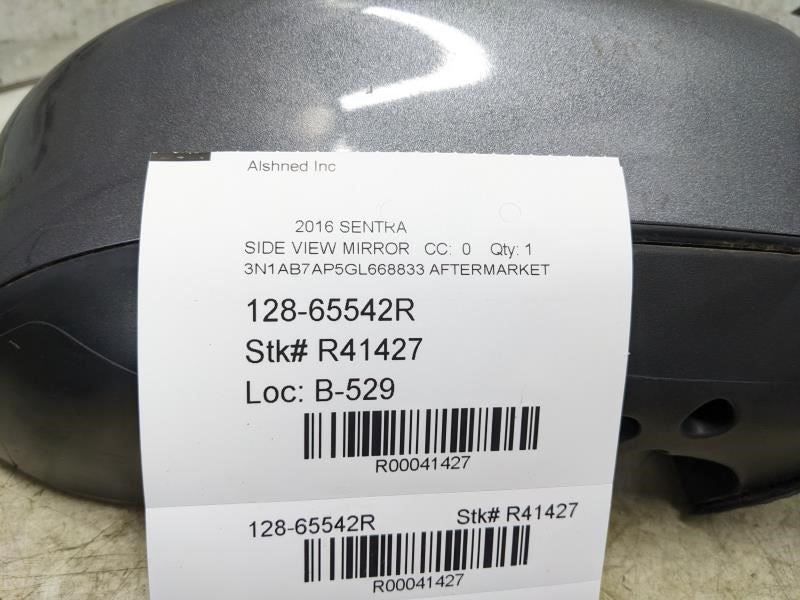 Alshned Inc
2016 SENTRA
SIDE VIEW MIRROR CC: 0 Qty: 1
3N1AB7AP5GL668833 AFTERMARKET
128-65542R
Stk# R41427
Loc: B-529
R00041427
128-65542R Stk# R41427
R00041427